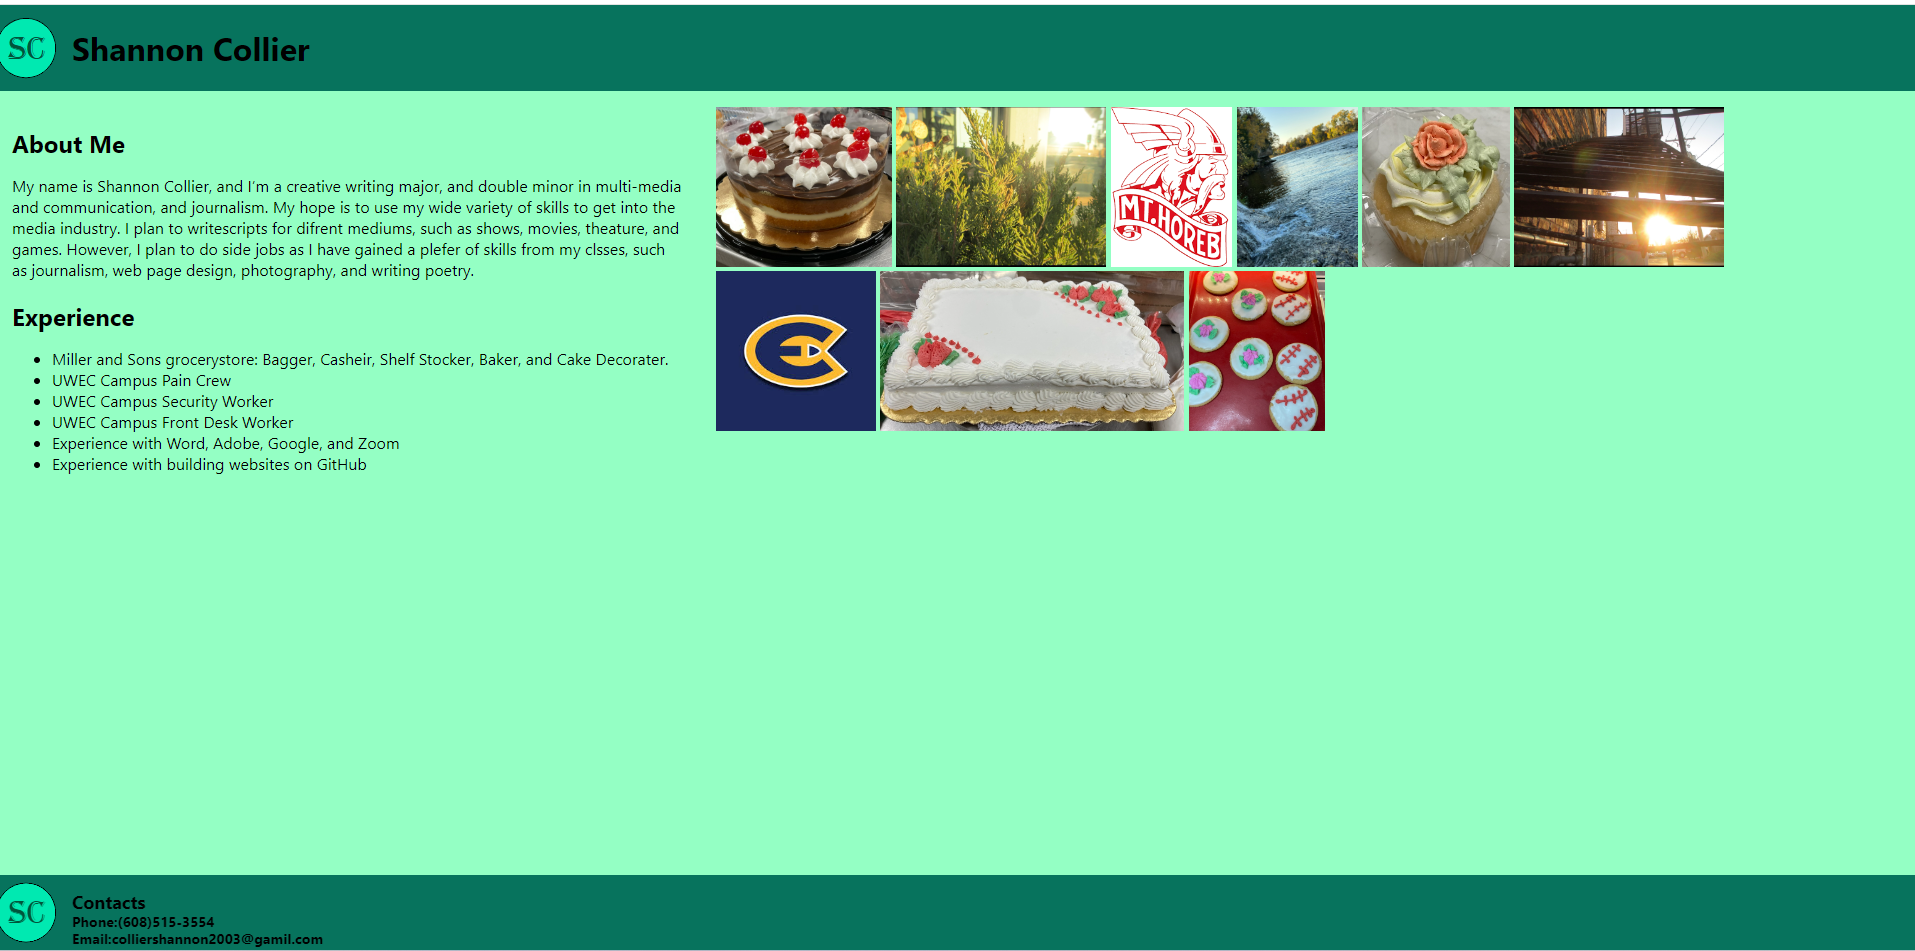 SC
Shannon Collier
About Me
My name is Shannon Collier, and I'm a creative writing major, and double minor in multi-media
and communication, and journalism. My hope is to use my wide variety of skills to get into the
media industry. I plan to writescripts for difrent mediums, such as shows, movies, theature, and
games. However, I plan to do side jobs as I have gained a plefer of skills from my clsses, such
as journalism, web page design, photography, and writing poetry.
Experience
Miller and Sons grocerystore: Bagger, Casheir, Shelf Stocker, Baker, and Cake Decorater.
UWEC Campus Pain Crew
UWEC Campus Security Worker
UWEC Campus Front Desk Worker
Experience with Word, Adobe, Google, and Zoom
Experience with building websites on GitHub
MT. HOREB
SC
Contacts
Phone:(608)515-3554
Email:colliershannon2003@gamil.com